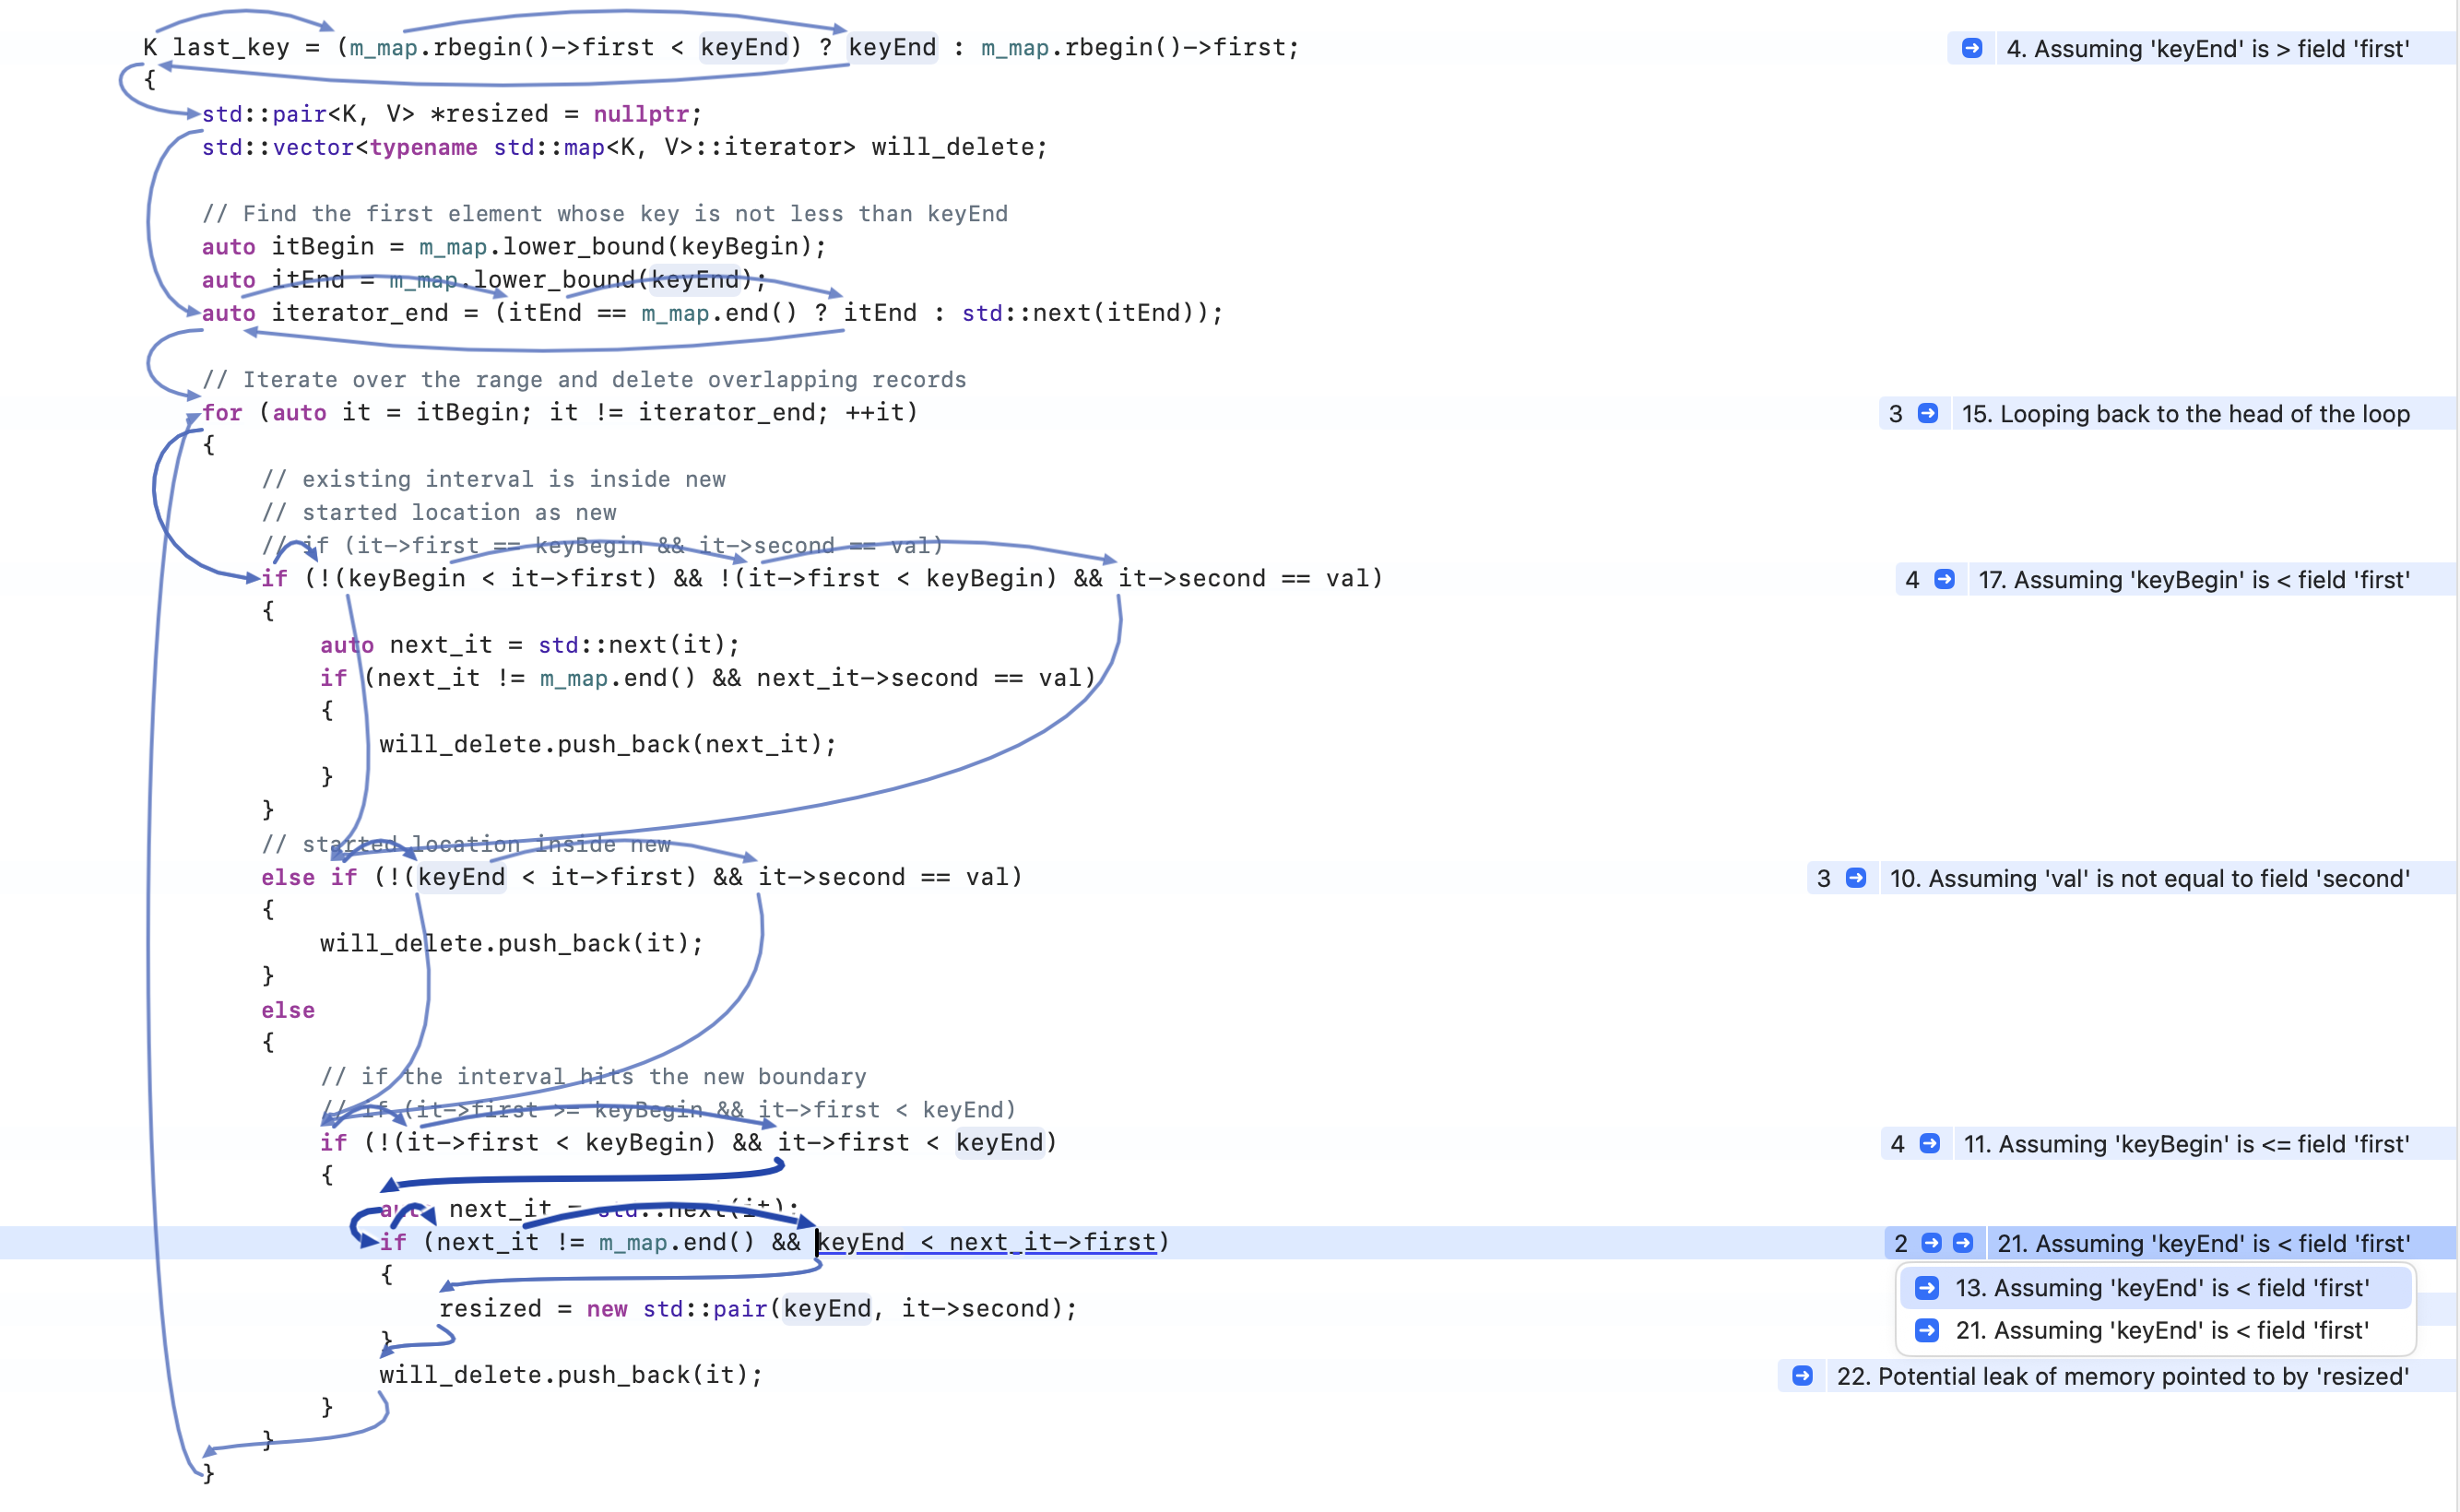 K last_key = (m_map.rbegin()->first < keyEnd) ? keyEnd : m_map.rbegin()->first;
4. Assuming 'keyEnd' is > field 'first'
{
std::pair<K, V> *resized = nullptr;
std::vector<typename std::map<K, V>::iterator> will_delete;
// Find the first element whose key is not less than keyEnd
auto itBegin = m_map.lower_bound(keyBegin);
auto itEnd = m_map.lower_bound(keyEnd);
auto iterator_end = (itEnd == m_map.end() ? itEnd : std::next(itEnd));
// Iterate over the range and delete overlapping records
for (auto it = itBegin; it != iterator_end; ++it)
3 15. Looping back to the head of the loop
{
// existing interval is inside new
// started location as new
// if (it->first == keyBegin && it->second == val)
if (!(keyBegin < it->first) && !(it->first < keyBegin) && it->second == val)
4 17. Assuming 'keyBegin' is < field 'first'
{
auto next_it = std::next(it);
if (next_it != m_map.end() && next_it->second == val)
{
will_delete.push_back(next_it);
}
}
// started location inside new
else if (!(keyEnd < it->first) && it->second == val)
3 10. Assuming 'val' is not equal to field 'second'
{
will_delete.push_back(it);
}
else
{
// if the interval hits the new boundary
// if (it->first >= keyBegin && it->first < keyEnd)
if (!(it->first < keyBegin) && it->first < keyEnd)
4 11. Assuming 'keyBegin' is <= field 'first'
{
auto next_it = std::next(it);
if (next_it != m_map.end() && keyEnd < next_it->first)
2 21. Assuming 'keyEnd' is < field 'first'
{
13. Assuming 'keyEnd' is < field 'first'
resized = new std::pair(keyEnd, it->second);
}
21. Assuming 'keyEnd' is < field 'first'
will_delete.push_back(it);
22. Potential leak of memory pointed to by 'resized'
}
}
}